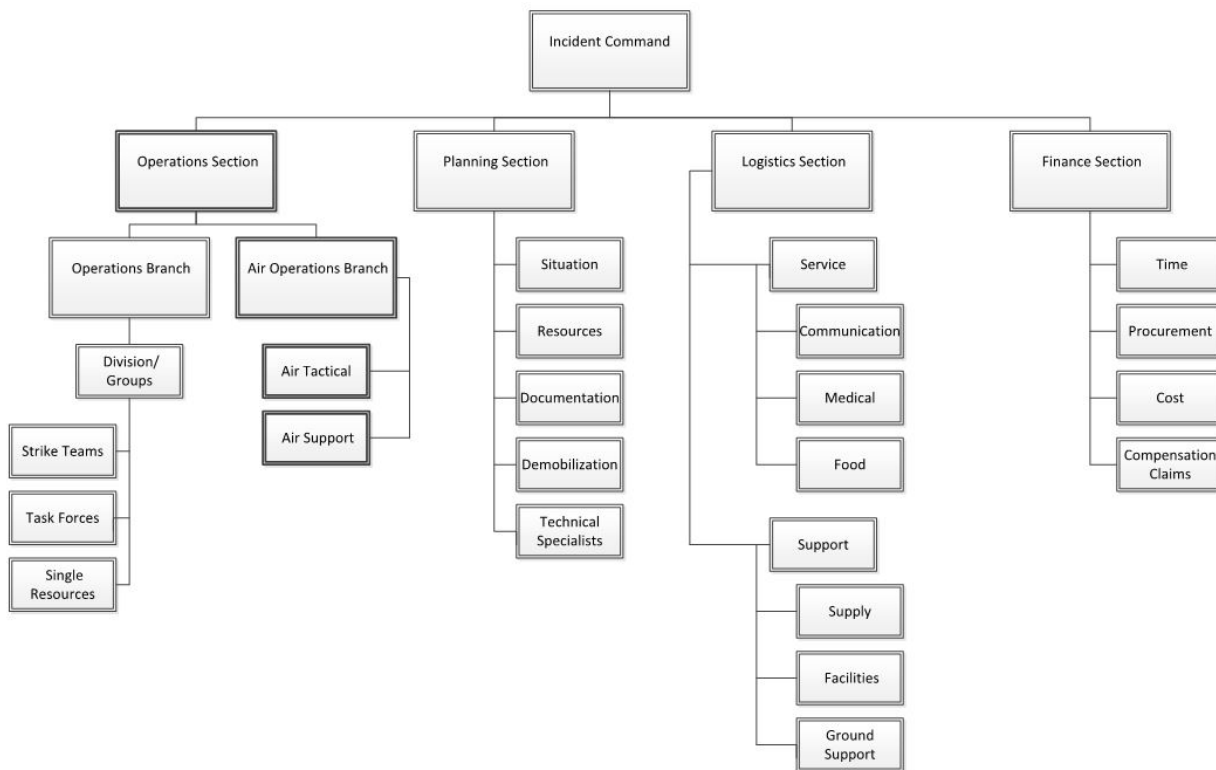 Incident Command
Operations Section
Planning Section
Logistics Section
Finance Section
Operations Branch
Air Operations Branch
Situation
Service
Time
Resources
Communication
Procurement
Division/
Groups
Air Tactical
Documentation
Medical
Cost
Strike Teams
Air Support
Demobilization
Food
Compensation
Claims
Task Forces
Technical
Specialists
Support
Single
Resources
Supply
Facilities
Ground
Support